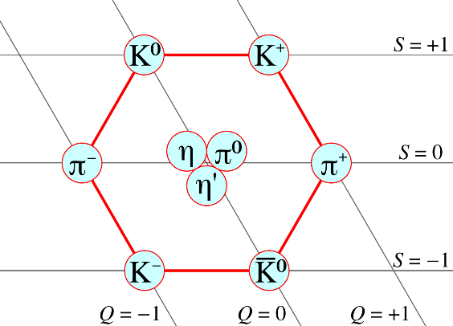 K⁰ K⁺ S = +1
π⁻ η π⁰ π⁺ S = 0
η'
K⁻ K̅⁰ S = −1
Q = −1 Q = 0 Q = +1